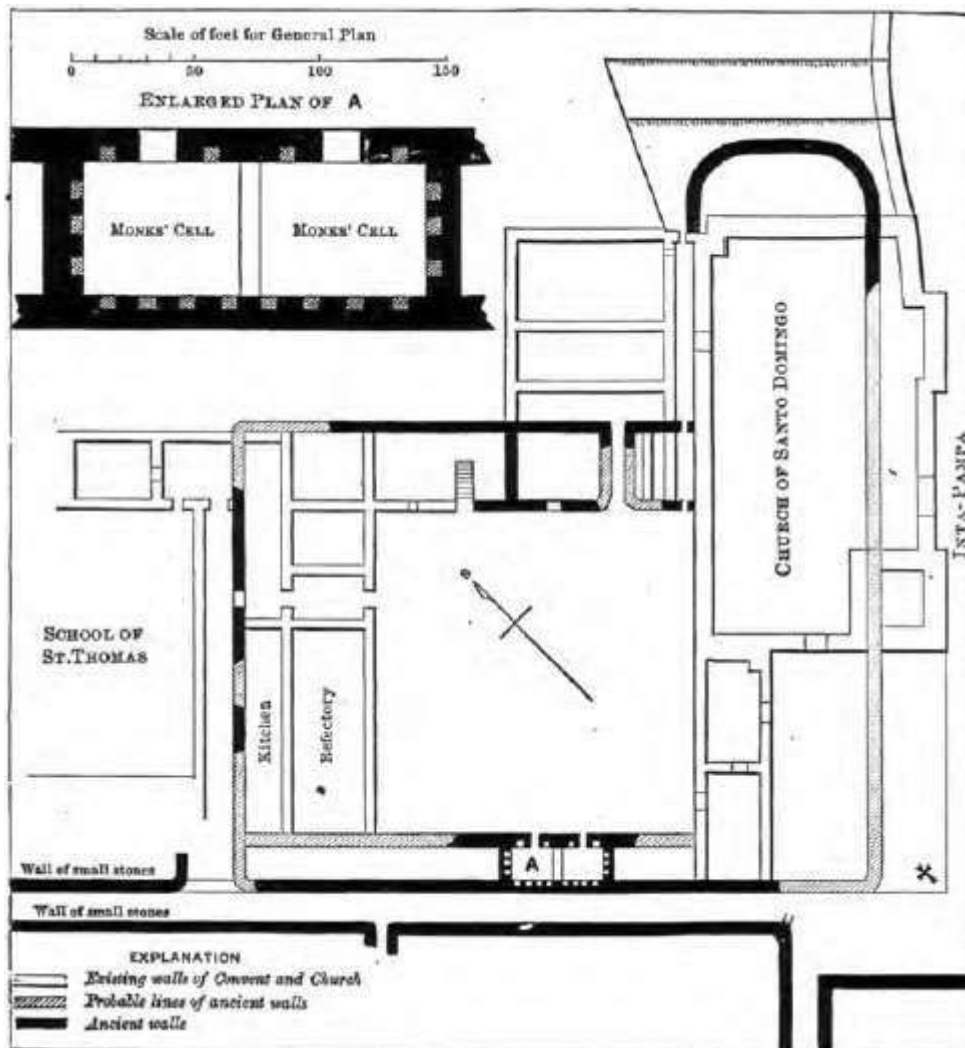 Scale of feet for General Plan
0 50 100 150
ENLARGED PLAN OF A
MONKS' CELL
MONKS' CELL
CHURCH OF SANTO DOMINGO
INTA-PAMPA
SCHOOL OF
ST. THOMAS
Kitchen
Refectory
A
Wall of small stones
Wall of small stones
EXPLANATION
Existing walls of Convent and Church
Probable lines of ancient walls
Ancient walls